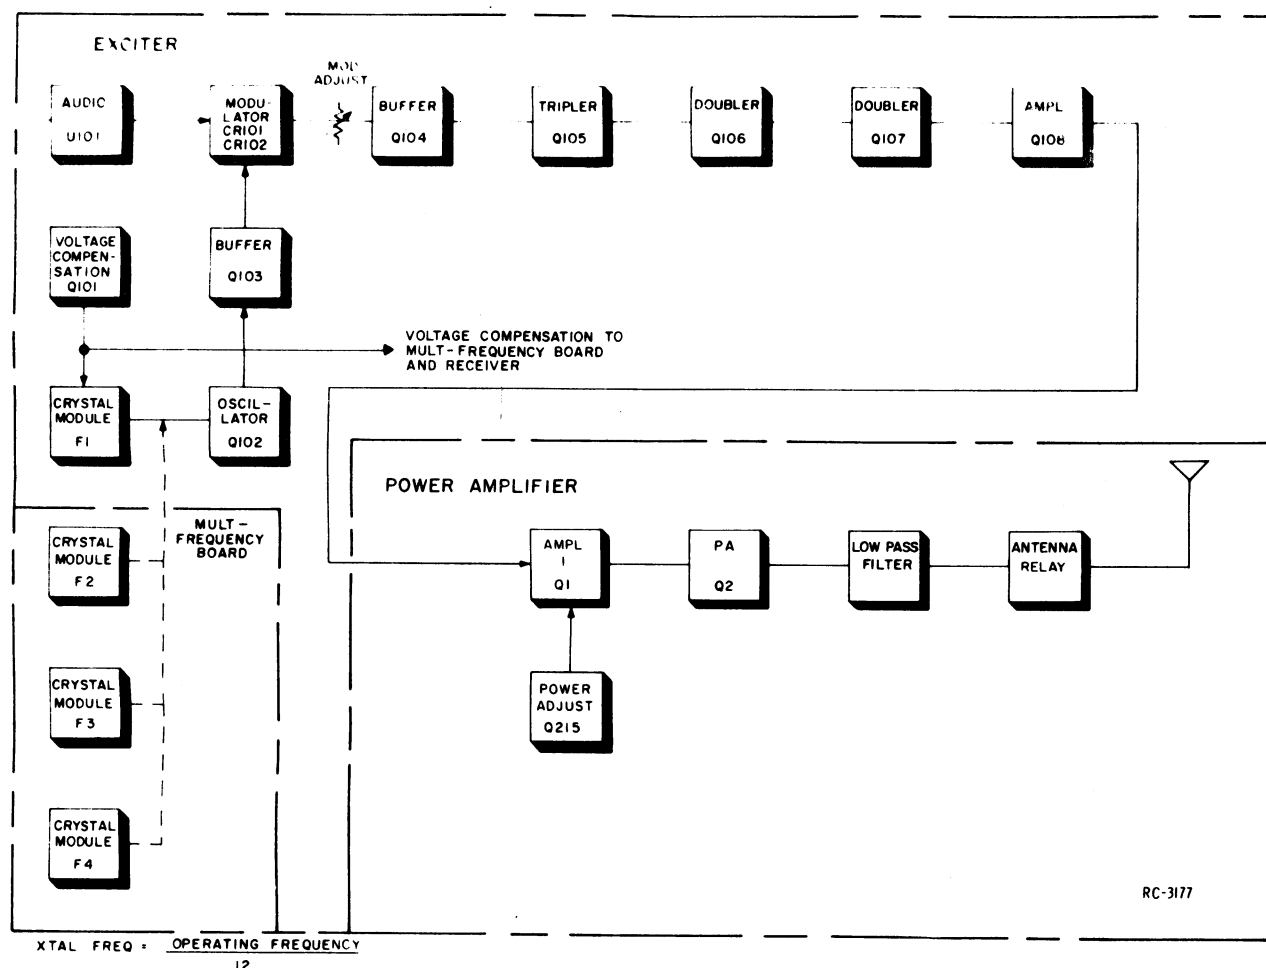 EXCITER
MOD
ADJUST
AUDIO
U101
MODU-
LATOR
CR101
CR102
BUFFER
Q104
TRIPLER
Q105
DOUBLER
Q106
DOUBLER
Q107
AMPL
Q108
VOLTAGE
COMPEN-
SATION
Q101
BUFFER
Q103
VOLTAGE COMPENSATION TO
MULT-FREQUENCY BOARD
AND RECEIVER
CRYSTAL
MODULE
F1
OSCIL-
LATOR
Q102
POWER AMPLIFIER
MULT-
FREQUENCY
BOARD
CRYSTAL
MODULE
F2
AMPL
1
Q1
PA
Q2
LOW PASS
FILTER
ANTENNA
RELAY
CRYSTAL
MODULE
F3
POWER
ADJUST
Q215
CRYSTAL
MODULE
F4
RC-3177
XTAL FREQ = OPERATING FREQUENCY
12